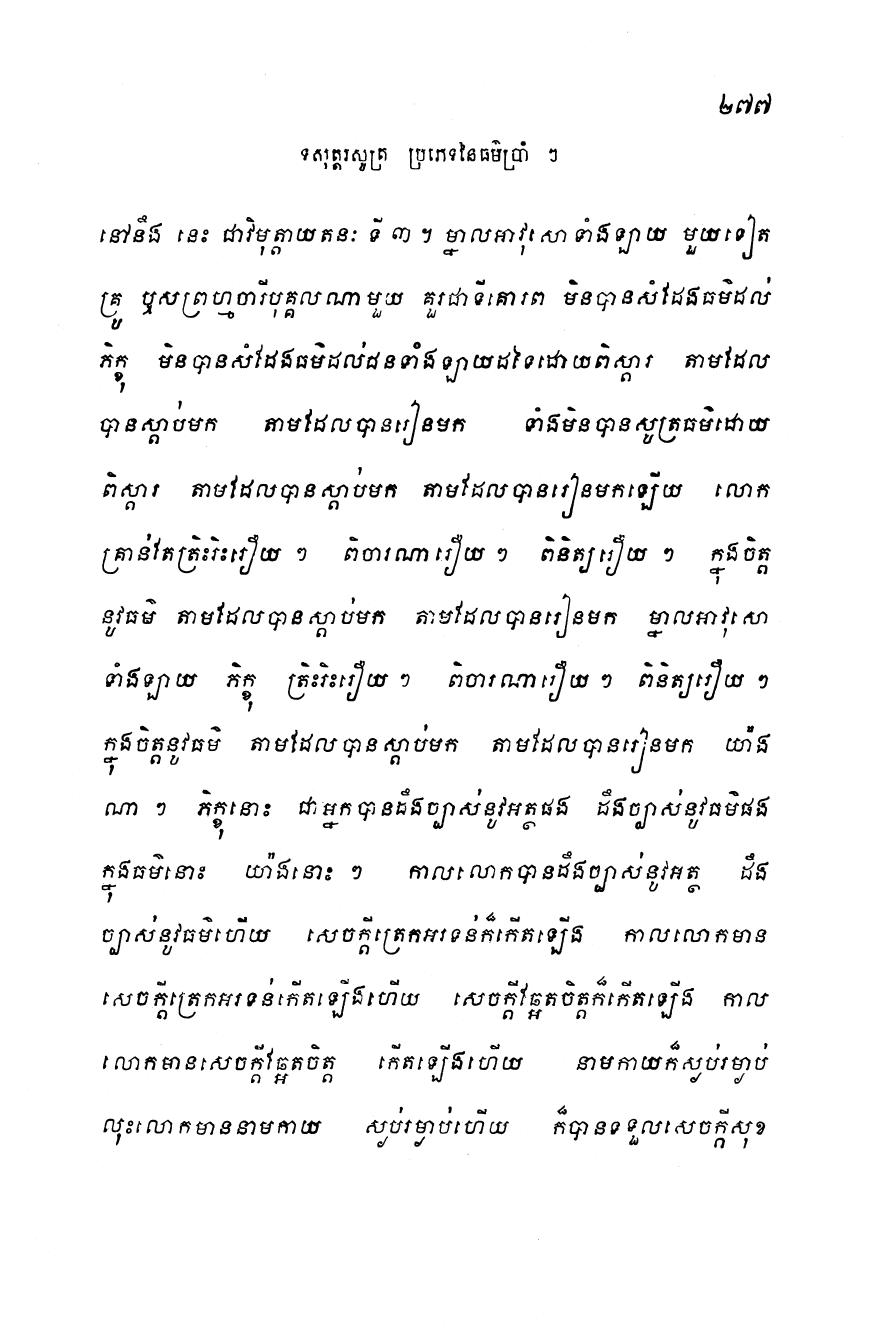 ២៧៧
ទសុត្តរសូត្រ ប្រភេទនៃធម៌ប្រាំ ៗ
នៅនឹង នេះ ជាវិមុត្តាយតនៈ ទី ៣ ។ ម្នាលអាវុសោទាំងឡាយ មួយទៀត
គ្រូ ឬសព្រហ្មចារីបុគ្គលណាមួយ គួរជាទីគោរព មិនបានសំដែងធម៌ដល់
ភិក្ខុ មិនបានសំដែងធម៌ដល់ជនទាំងឡាយដទៃដោយពិស្តារ តាមដែល
បានស្តាប់មក តាមដែលបានរៀនមក ទាំងមិនបានសូត្រធម៌ដោយ
ពិស្តារ តាមដែលបានស្តាប់មក តាមដែលបានរៀនមកឡើយ លោក
គ្រាន់តែត្រិះរិះរឿយ ៗ ពិចារណារឿយ ៗ ពិនិត្យរឿយ ៗ ក្នុងចិត្ត
នូវធម៌ តាមដែលបានស្តាប់មក តាមដែលបានរៀនមក ម្នាលអាវុសោ
ទាំងឡាយ ភិក្ខុ ត្រិះរិះរឿយ ៗ ពិចារណារឿយ ៗ ពិនិត្យរឿយ ៗ
ក្នុងចិត្តនូវធម៌ តាមដែលបានស្តាប់មក តាមដែលបានរៀនមក យ៉ាង
ណា ៗ ភិក្ខុនោះ ជាអ្នកបានដឹងច្បាស់នូវអត្ថផង ដឹងច្បាស់នូវធម៌ផង
ក្នុងធម៌នោះ យ៉ាងនោះ ៗ កាលលោកបានដឹងច្បាស់នូវអត្ថ ដឹង
ច្បាស់នូវធម៌ហើយ សេចក្តីត្រេកអរទន់ក៏កើតឡើង កាលលោកមាន
សេចក្តីត្រេកអរទន់កើតឡើងហើយ សេចក្តីឆ្អែតចិត្តក៏កើតឡើង កាល
លោកមានសេចក្តីឆ្អែតចិត្ត កើតឡើងហើយ នាមកាយក៏ស្ងប់រម្ងាប់
លុះលោកមាននាមកាយ ស្ងប់រម្ងាប់ហើយ ក៏បានទទួលសេចក្តីសុខ